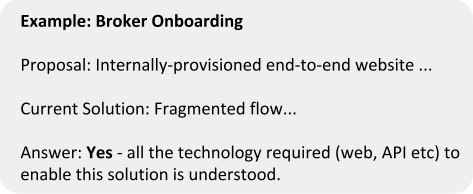 Example: Broker Onboarding
Proposal: Internally-provisioned end-to-end website ...
Current Solution: Fragmented flow...
Answer: Yes - all the technology required (web, API etc) to
enable this solution is understood.